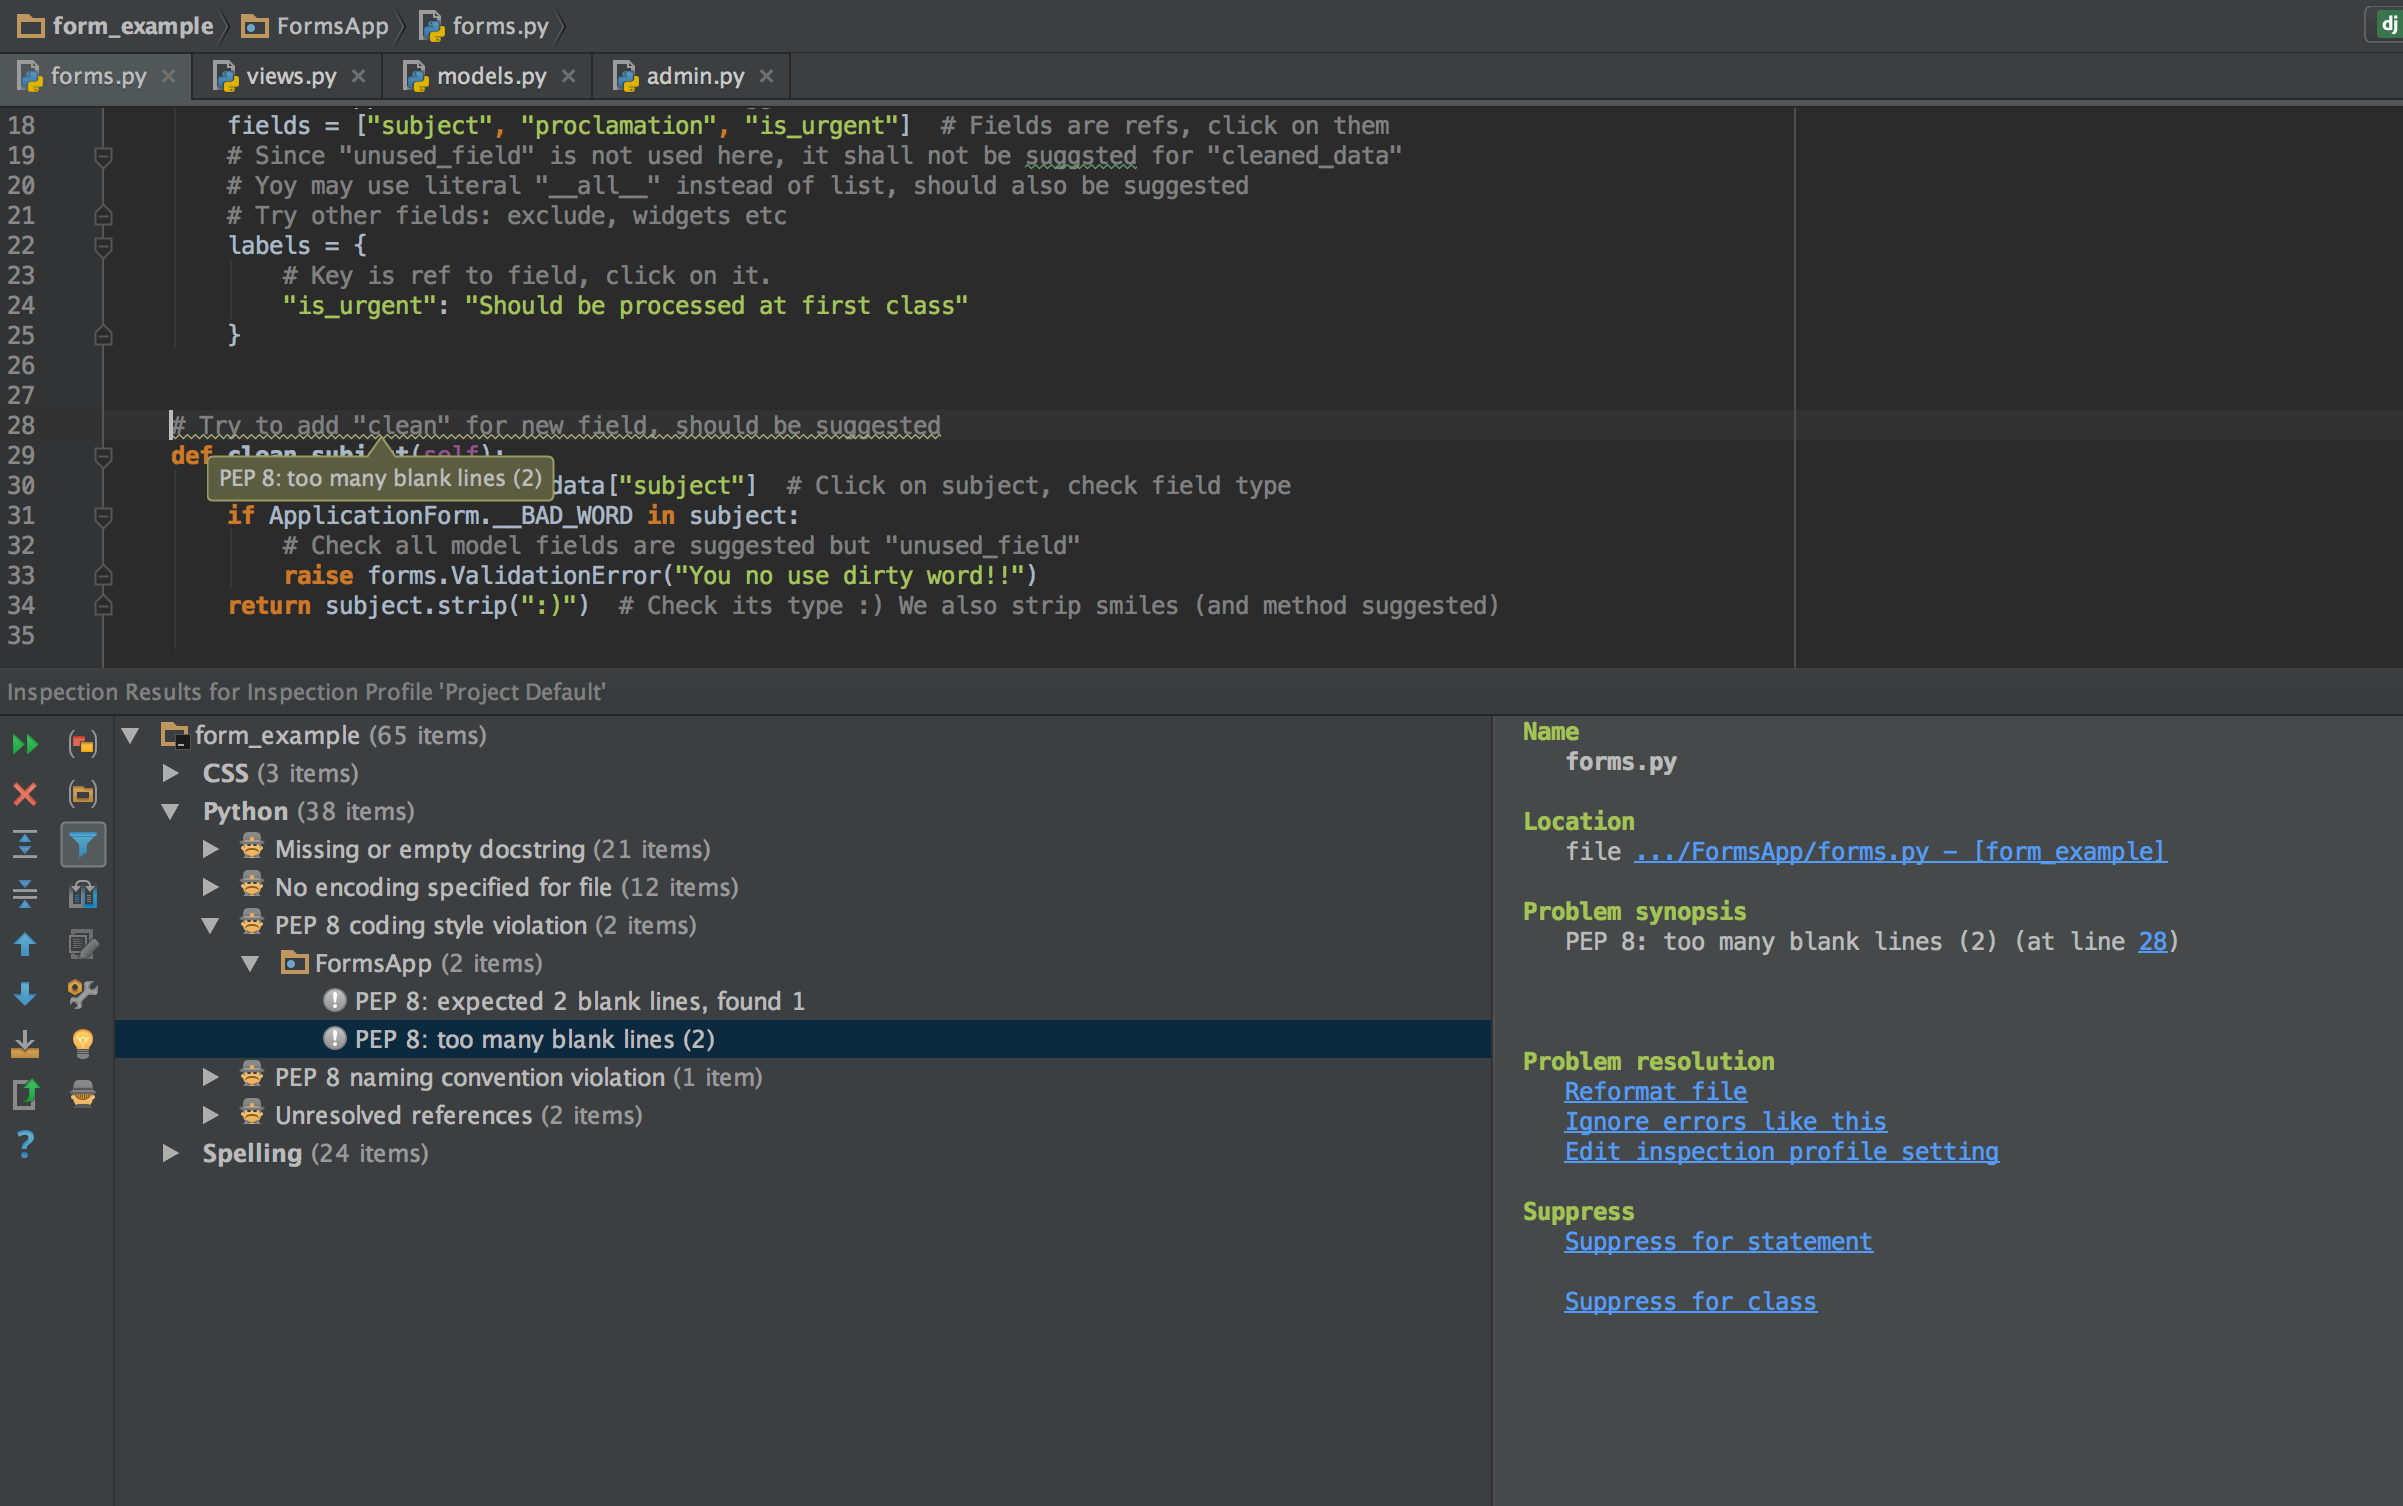 form_example FormsApp forms.py dj
forms.py views.py models.py admin.py
18 fields = ["subject", "proclamation", "is_urgent"] # Fields are refs, click on them
19 # Since "unused_field" is not used here, it shall not be suggsted for "cleaned_data"
20 # Yoy may use literal "__all__" instead of list, should also be suggested
21 # Try other fields: exclude, widgets etc
22 labels = {
23 # Key is ref to field, click on it.
24 "is_urgent": "Should be processed at first class"
25 }
26
27
28 # Try to add "clean" for new field, should be suggested
29 def clean_subject(self):
PEP 8: too many blank lines (2)
30 data["subject"] # Click on subject, check field type
31 if ApplicationForm.__BAD_WORD in subject:
32 # Check all model fields are suggested but "unused_field"
33 raise forms.ValidationError("You no use dirty word!!")
34 return subject.strip(":)") # Check its type :) We also strip smiles (and method suggested)
35
Inspection Results for Inspection Profile 'Project Default'
form_example (65 items)
CSS (3 items)
Python (38 items)
Missing or empty docstring (21 items)
No encoding specified for file (12 items)
PEP 8 coding style violation (2 items)
FormsApp (2 items)
PEP 8: expected 2 blank lines, found 1
PEP 8: too many blank lines (2)
PEP 8 naming convention violation (1 item)
Unresolved references (2 items)
Spelling (24 items)
Name
forms.py
Location
file .../FormsApp/forms.py – [form_example]
Problem synopsis
PEP 8: too many blank lines (2) (at line 28)
Problem resolution
Reformat file
Ignore errors like this
Edit inspection profile setting
Suppress
Suppress for statement
Suppress for class